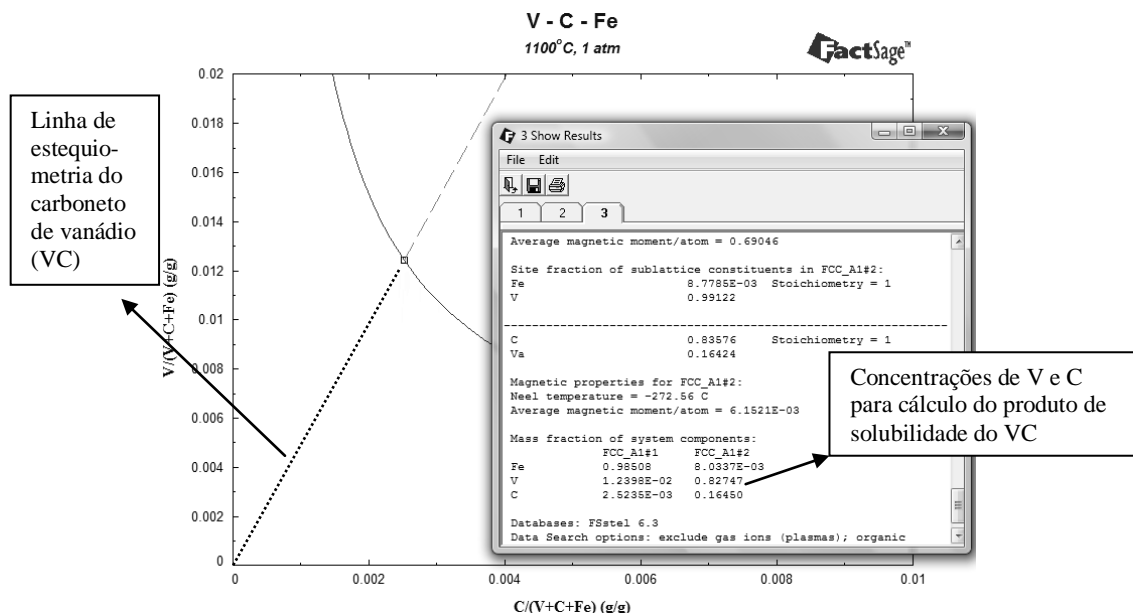 V - C - Fe
1100°C, 1 atm
FactSage™
Linha de
estequio-
metria do
carboneto
de vanádio
(VC)
V/(V+C+Fe) (g/g)
0.02
0.018
0.016
0.014
0.012
0.01
0.008
0.006
0.004
0.002
0
0
0.002
0.004
0.006
0.008
0.01
C/(V+C+Fe) (g/g)
3 Show Results
File Edit
1 2 3
Average magnetic moment/atom = 0.69046
Site fraction of sublattice constituents in FCC_A1#2:
Fe 8.7785E-03 Stoichiometry = 1
V 0.99122
C 0.83576 Stoichiometry = 1
Va 0.16424
Magnetic properties for FCC_A1#2:
Neel temperature = -272.56 C
Average magnetic moment/atom = 6.1521E-03
Mass fraction of system components:
FCC_A1#1 FCC_A1#2
Fe 0.98508 8.0337E-03
V 1.2398E-02 0.82747
C 2.5235E-03 0.16450
Databases: FSstel 6.3
Data Search options: exclude gas ions (plasmas); organic
Concentrações de V e C
para cálculo do produto de
solubilidade do VC